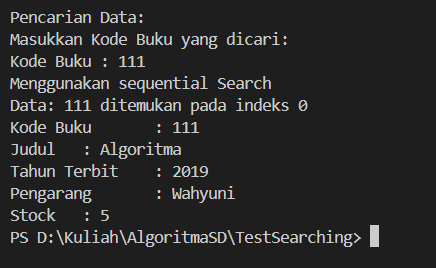 Pencarian Data:
Masukkan Kode Buku yang dicari:
Kode Buku : 111
Menggunakan sequential Search
Data: 111 ditemukan pada indeks 0
Kode Buku       : 111
Judul   : Algoritma
Tahun Terbit    : 2019
Pengarang       : Wahyuni
Stock   : 5
PS D:\Kuliah\AlgoritmaSD\TestSearching>